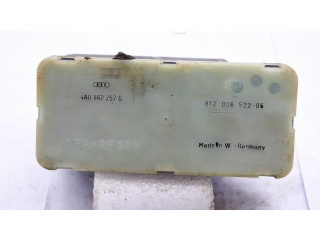 4A0 862 257 G
8TZ 006 522-06
Made in W-Germany